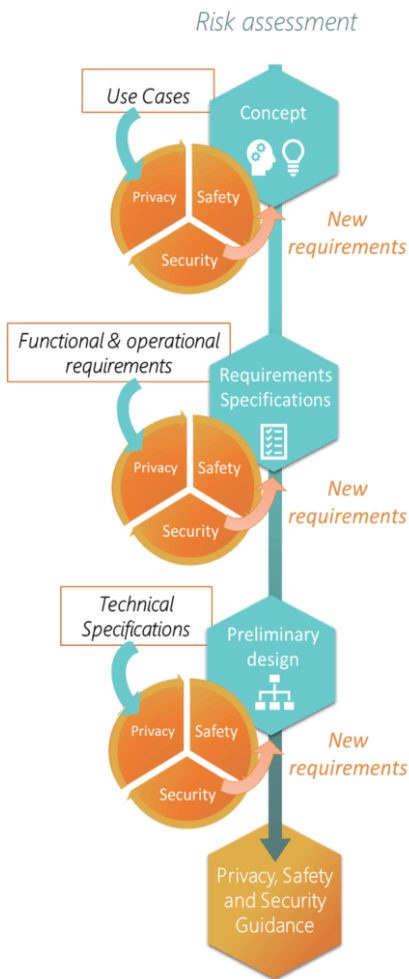 Risk assessment
Use Cases
Concept
Privacy
Safety
Security
New
requirements
Functional & operational
requirements
Requirements
Specifications
Privacy
Safety
Security
New
requirements
Technical
Specifications
Preliminary
design
Privacy
Safety
Security
New
requirements
Privacy, Safety
and Security
Guidance